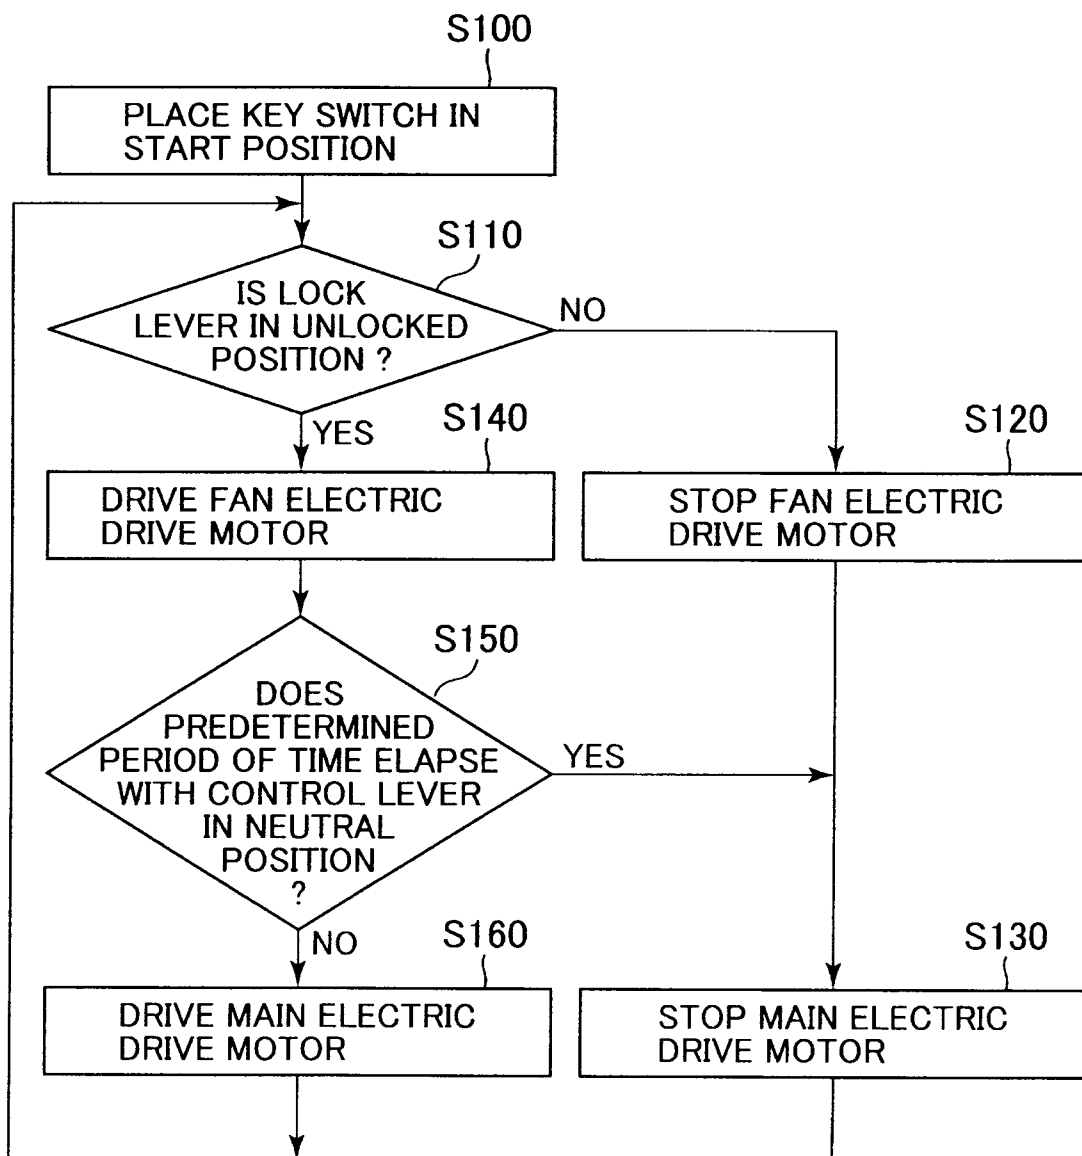 S100
PLACE KEY SWITCH IN
START POSITION
S110
IS LOCK
LEVER IN UNLOCKED
POSITION ?
NO
YES
S140
DRIVE FAN ELECTRIC
DRIVE MOTOR
S120
STOP FAN ELECTRIC
DRIVE MOTOR
S150
DOES
PREDETERMINED
PERIOD OF TIME ELAPSE
WITH CONTROL LEVER
IN NEUTRAL
POSITION
?
YES
NO
S160
DRIVE MAIN ELECTRIC
DRIVE MOTOR
S130
STOP MAIN ELECTRIC
DRIVE MOTOR